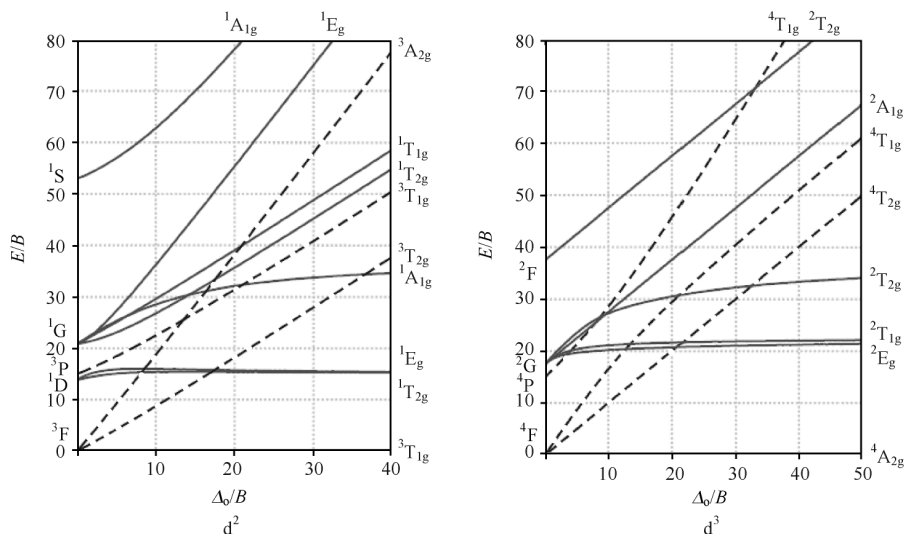 ¹A₁g ¹Eg
80
70
60
50
40
30
20
10
0
E/B
¹S
¹G
³P
¹D
³F
³A₂g
¹T₁g
¹T₂g
³T₁g
³T₂g
¹A₁g
¹Eg
¹T₂g
³T₁g
10 20 30 40
Δₒ/B
d²
⁴T₁g ²T₂g
80
70
60
50
40
30
20
10
0
E/B
²F
²G
⁴P
⁴F
²A₁g
⁴T₁g
⁴T₂g
²T₂g
²T₁g
²Eg
⁴A₂g
10 20 30 40 50
Δₒ/B
d³